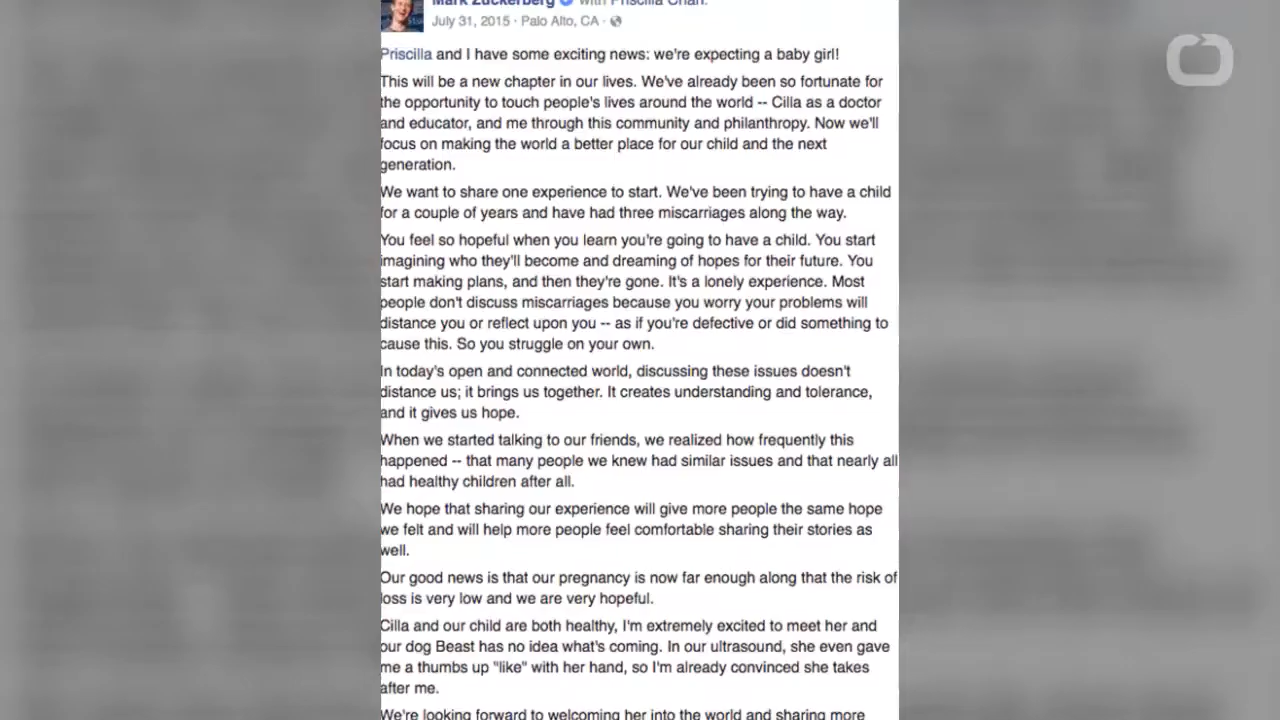 Mark Zuckerberg with Priscilla Chan.
July 31, 2015 · Palo Alto, CA ·
Priscilla and I have some exciting news: we're expecting a baby girl!
This will be a new chapter in our lives. We've already been so fortunate for
the opportunity to touch people's lives around the world -- Cilla as a doctor
and educator, and me through this community and philanthropy. Now we'll
focus on making the world a better place for our child and the next
generation.
We want to share one experience to start. We've been trying to have a child
for a couple of years and have had three miscarriages along the way.
You feel so hopeful when you learn you're going to have a child. You start
imagining who they'll become and dreaming of hopes for their future. You
start making plans, and then they're gone. It's a lonely experience. Most
people don't discuss miscarriages because you worry your problems will
distance you or reflect upon you -- as if you're defective or did something to
cause this. So you struggle on your own.
In today's open and connected world, discussing these issues doesn't
distance us; it brings us together. It creates understanding and tolerance,
and it gives us hope.
When we started talking to our friends, we realized how frequently this
happened -- that many people we knew had similar issues and that nearly all
had healthy children after all.
We hope that sharing our experience will give more people the same hope
we felt and will help more people feel comfortable sharing their stories as
well.
Our good news is that our pregnancy is now far enough along that the risk of
loss is very low and we are very hopeful.
Cilla and our child are both healthy, I'm extremely excited to meet her and
our dog Beast has no idea what's coming. In our ultrasound, she even gave
me a thumbs up "like" with her hand, so I'm already convinced she takes
after me.
We're looking forward to welcoming her into the world and sharing more